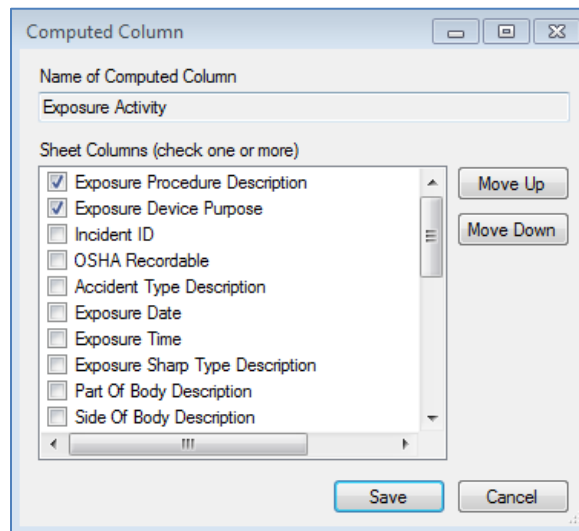 Computed Column
Name of Computed Column
Exposure Activity
Sheet Columns (check one or more)
Exposure Procedure Description
Exposure Device Purpose
Incident ID
OSHA Recordable
Accident Type Description
Exposure Date
Exposure Time
Exposure Sharp Type Description
Part Of Body Description
Side Of Body Description
Move Up
Move Down
Save
Cancel